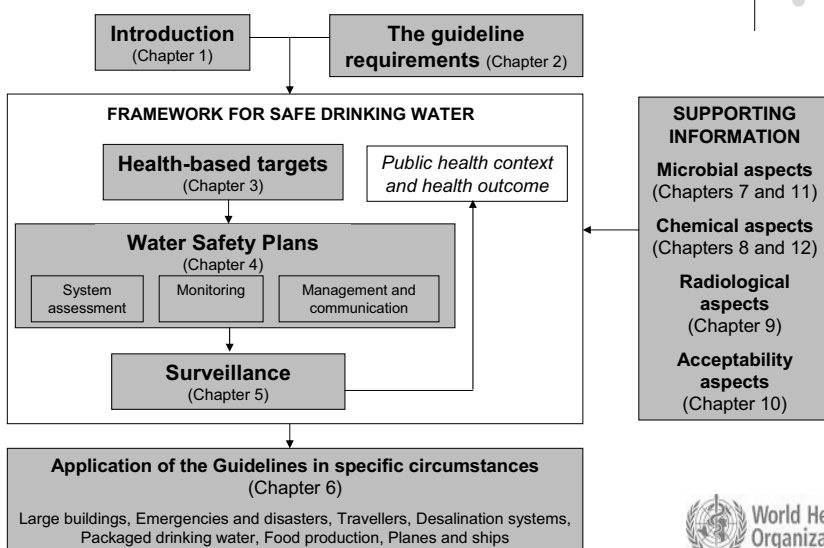 Introduction
(Chapter 1)
The guideline
requirements (Chapter 2)
FRAMEWORK FOR SAFE DRINKING WATER
Health-based targets
(Chapter 3)
Public health context
and health outcome
Water Safety Plans
(Chapter 4)
System
assessment
Monitoring
Management and
communication
Surveillance
(Chapter 5)
SUPPORTING
INFORMATION
Microbial aspects
(Chapters 7 and 11)
Chemical aspects
(Chapters 8 and 12)
Radiological
aspects
(Chapter 9)
Acceptability
aspects
(Chapter 10)
Application of the Guidelines in specific circumstances
(Chapter 6)
Large buildings, Emergencies and disasters, Travellers, Desalination systems,
Packaged drinking water, Food production, Planes and ships
World He
Organiza